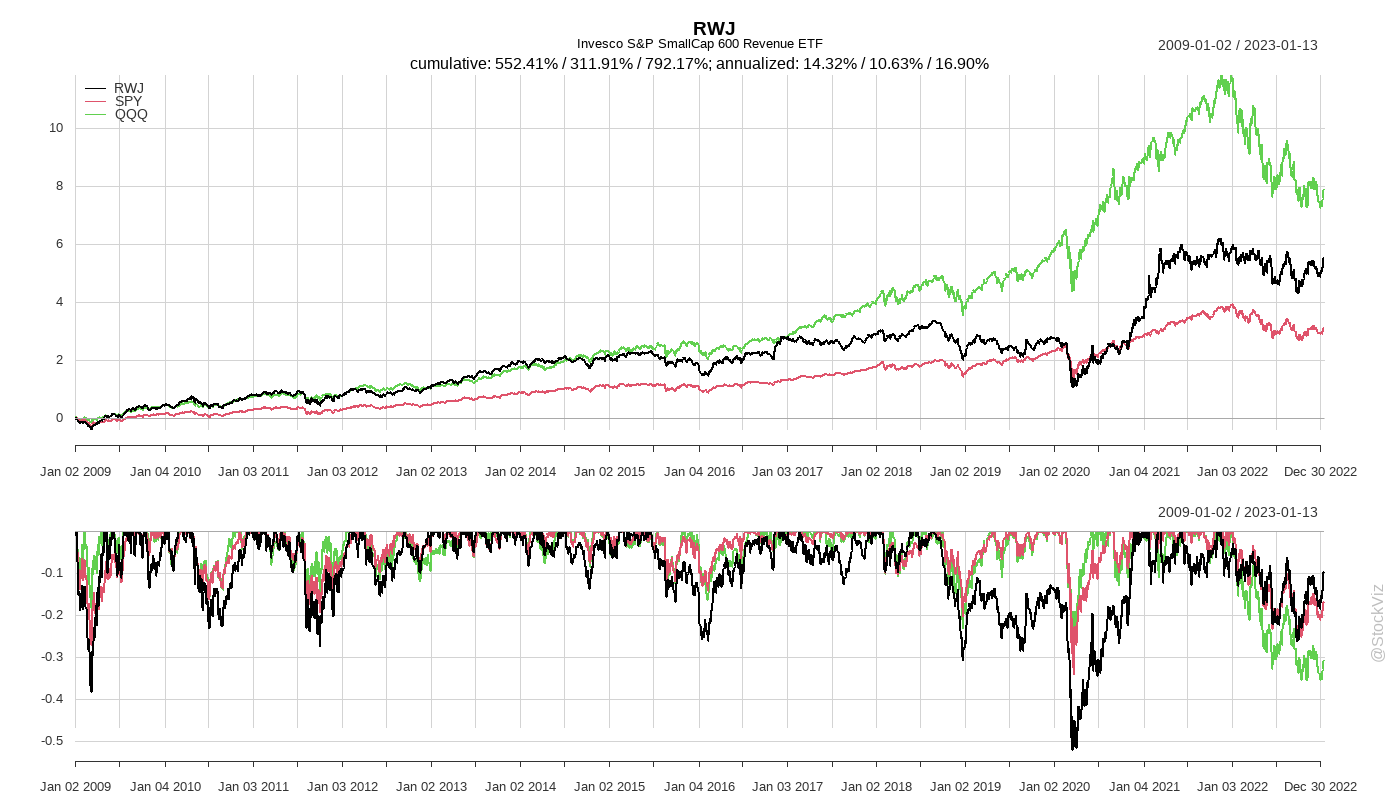 RWJ
Invesco S&P SmallCap 600 Revenue ETF
2009-01-02 / 2023-01-13
cumulative: 552.41% / 311.91% / 792.17%; annualized: 14.32% / 10.63% / 16.90%
RWJ
SPY
QQQ
10
8
6
4
2
0
Jan 02 2009 Jan 04 2010 Jan 03 2011 Jan 03 2012 Jan 02 2013 Jan 02 2014 Jan 02 2015 Jan 04 2016 Jan 03 2017 Jan 02 2018 Jan 02 2019 Jan 02 2020 Jan 04 2021 Jan 03 2022 Dec 30 2022
2009-01-02 / 2023-01-13
-0.1
-0.2
-0.3
-0.4
-0.5
Jan 02 2009 Jan 04 2010 Jan 03 2011 Jan 03 2012 Jan 02 2013 Jan 02 2014 Jan 02 2015 Jan 04 2016 Jan 03 2017 Jan 02 2018 Jan 02 2019 Jan 02 2020 Jan 04 2021 Jan 03 2022 Dec 30 2022
@StockViz